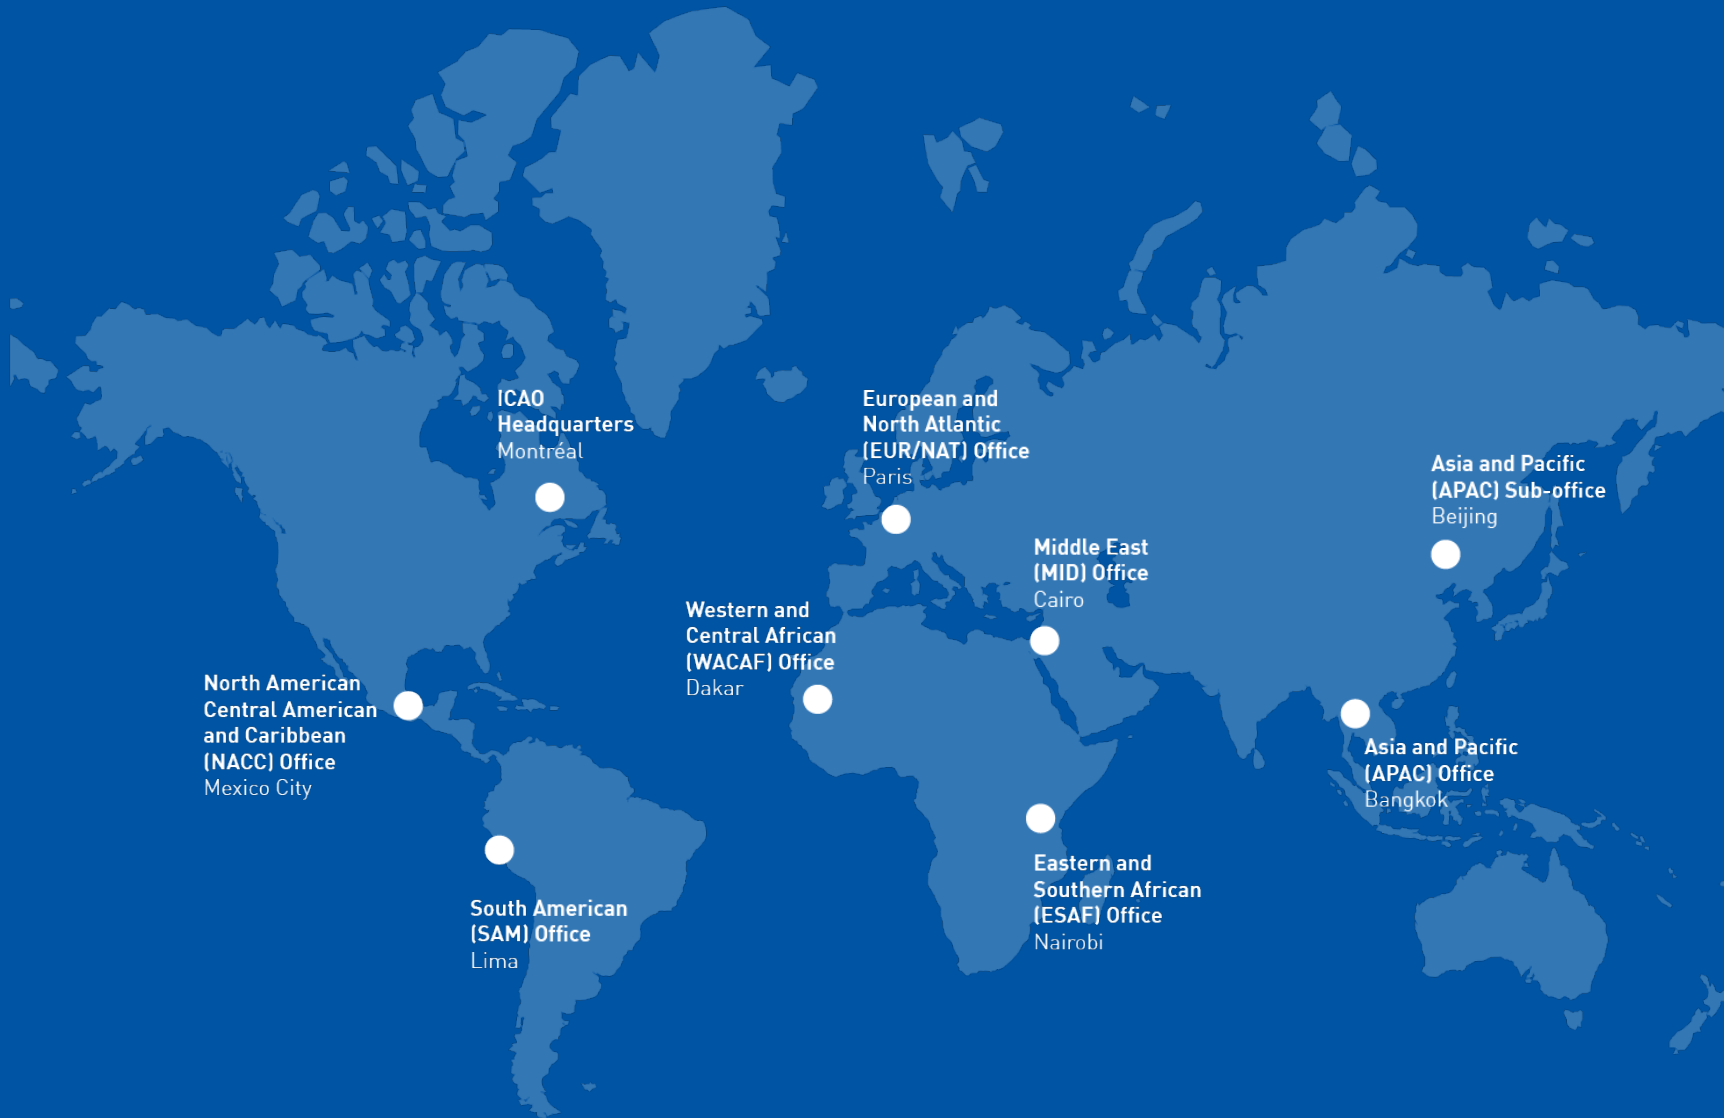 ICAO
Headquarters
Montréal
European and
North Atlantic
(EUR/NAT) Office
Paris
Asia and Pacific
(APAC) Sub-office
Beijing
Middle East
(MID) Office
Cairo
Western and
Central African
(WACAF) Office
Dakar
North American
Central American
and Caribbean
(NACC) Office
Mexico City
Asia and Pacific
(APAC) Office
Bangkok
Eastern and
Southern African
(ESAF) Office
Nairobi
South American
(SAM) Office
Lima